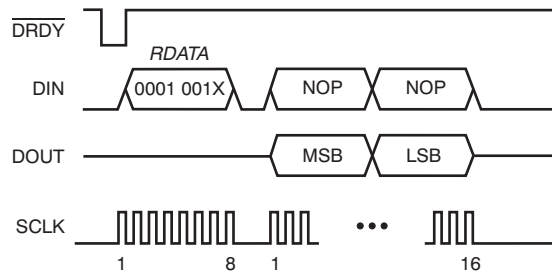 DRDY
RDATA
DIN 0001 001X NOP NOP
DOUT MSB LSB
SCLK •••
1 8 1 16